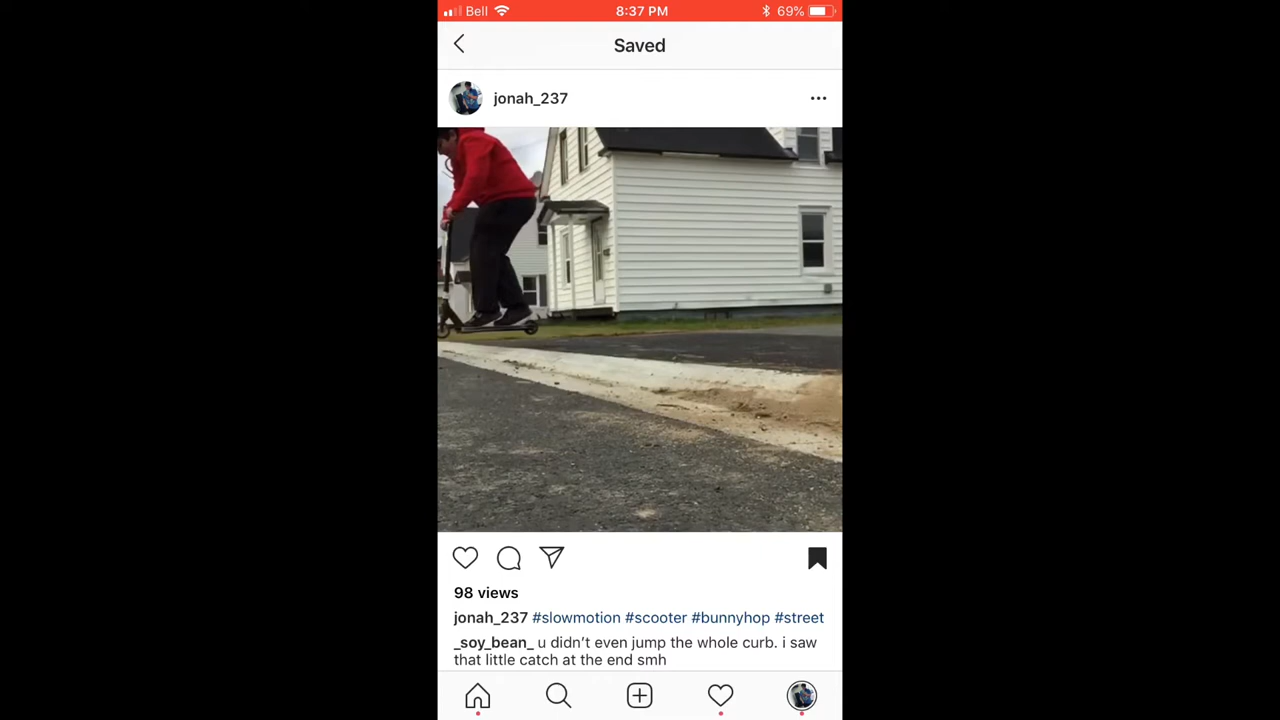 Bell 8:37 PM 69%
Saved
jonah_237
98 views
jonah_237 #slowmotion #scooter #bunnyhop #street
_soy_bean_ u didn’t even jump the whole curb. i saw
that little catch at the end smh